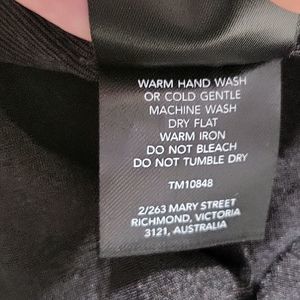 WARM HAND WASH
OR COLD GENTLE
MACHINE WASH
DRY FLAT
WARM IRON
DO NOT BLEACH
DO NOT TUMBLE DRY
TM10848
2/263 MARY STREET
RICHMOND, VICTORIA
3121, AUSTRALIA